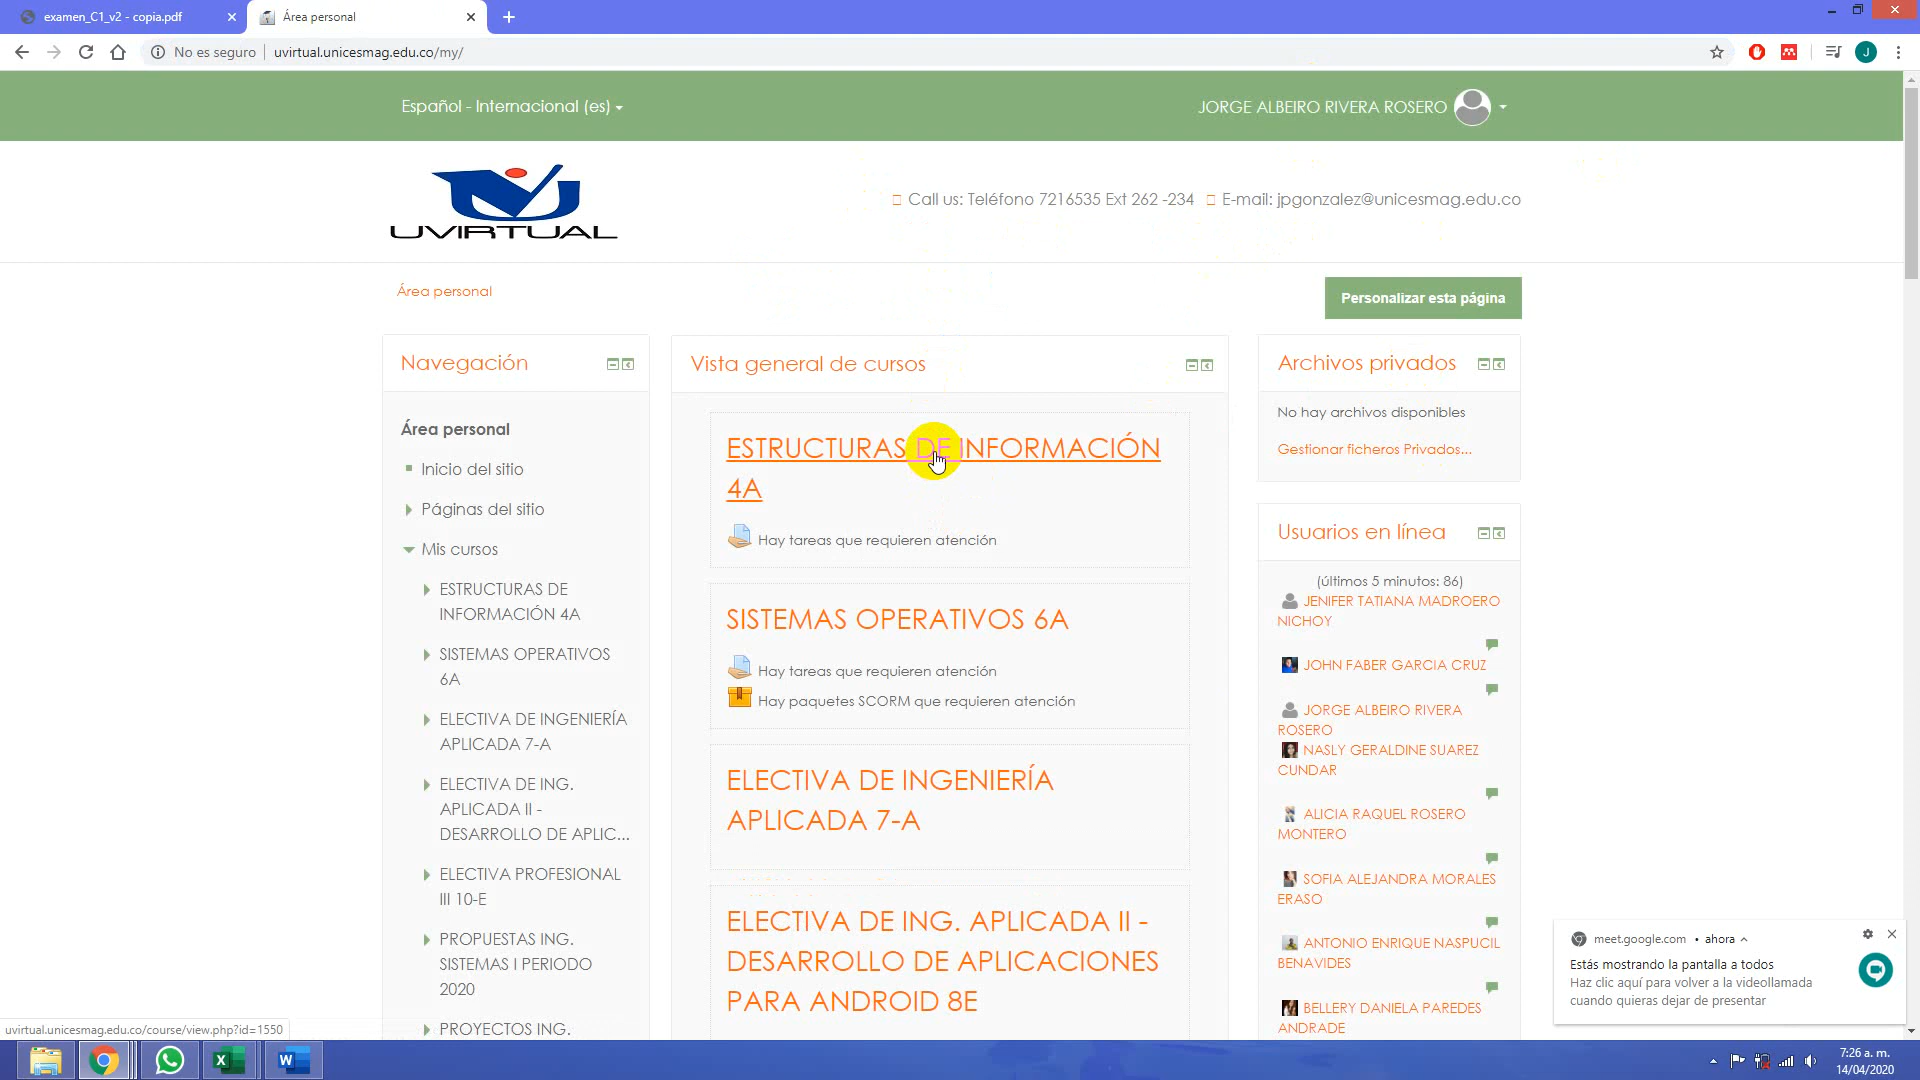 examen_C1_v2 - copia.pdf
Área personal
No es seguro
uvirtual.unicesmag.edu.co/my/
J
Español - Internacional (es)
JORGE ALBEIRO RIVERA ROSERO
UVIRTUAL
Call us: Teléfono 7216535 Ext 262 -234
E-mail: jpgonzalez@unicesmag.edu.co
Área personal
Personalizar esta página
Navegación
Área personal
Inicio del sitio
Páginas del sitio
Mis cursos
ESTRUCTURAS DE
INFORMACIÓN 4A
SISTEMAS OPERATIVOS
6A
ELECTIVA DE INGENIERÍA
APLICADA 7-A
ELECTIVA DE ING.
APLICADA II -
DESARROLLO DE APLIC...
ELECTIVA PROFESIONAL
III 10-E
PROPUESTAS ING.
SISTEMAS I PERIODO
2020
PROYECTOS ING.
Vista general de cursos
ESTRUCTURAS DE INFORMACIÓN
4A
Hay tareas que requieren atención
SISTEMAS OPERATIVOS 6A
Hay tareas que requieren atención
Hay paquetes SCORM que requieren atención
ELECTIVA DE INGENIERÍA
APLICADA 7-A
ELECTIVA DE ING. APLICADA II -
DESARROLLO DE APLICACIONES
PARA ANDROID 8E
Archivos privados
No hay archivos disponibles
Gestionar ficheros Privados...
Usuarios en línea
(últimos 5 minutos: 86)
JENIFER TATIANA MADROERO
NICHOY
JOHN FABER GARCIA CRUZ
JORGE ALBEIRO RIVERA
ROSERO
NASLY GERALDINE SUAREZ
CUNDAR
ALICIA RAQUEL ROSERO
MONTERO
SOFIA ALEJANDRA MORALES
ERASO
ANTONIO ENRIQUE NASPUCIL
BENAVIDES
BELLERY DANIELA PAREDES
ANDRADE
meet.google.com • ahora
Estás mostrando la pantalla a todos
Haz clic aquí para volver a la videollamada
cuando quieras dejar de presentar
uvirtual.unicesmag.edu.co/course/view.php?id=1550
7:26 a. m.
14/04/2020